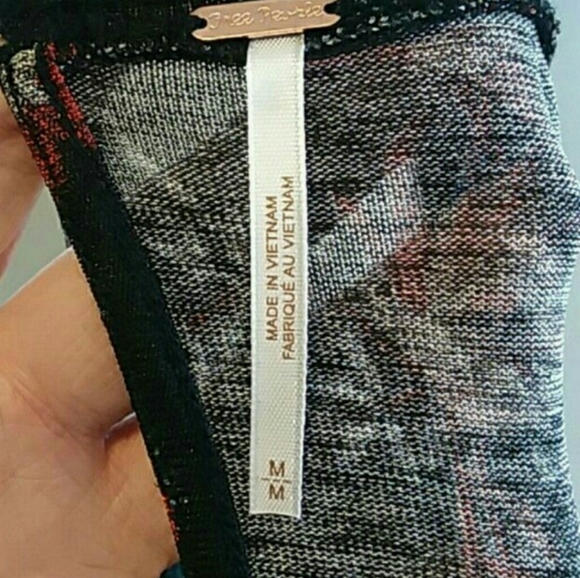 Free People
MADE IN VIETNAM
FABRIQUÉ AU VIETNAM
M
M